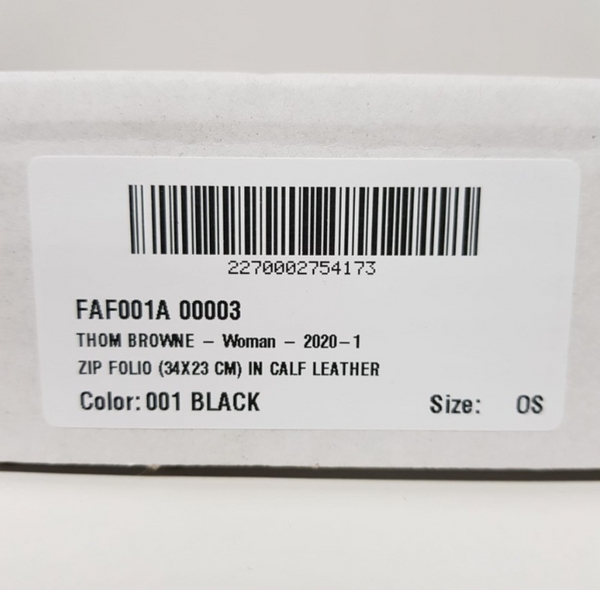 2270002754173
FAF001A 00003
THOM BROWNE - Woman - 2020-1
ZIP FOLIO (34X23 CM) IN CALF LEATHER
Color: 001 BLACK Size: OS